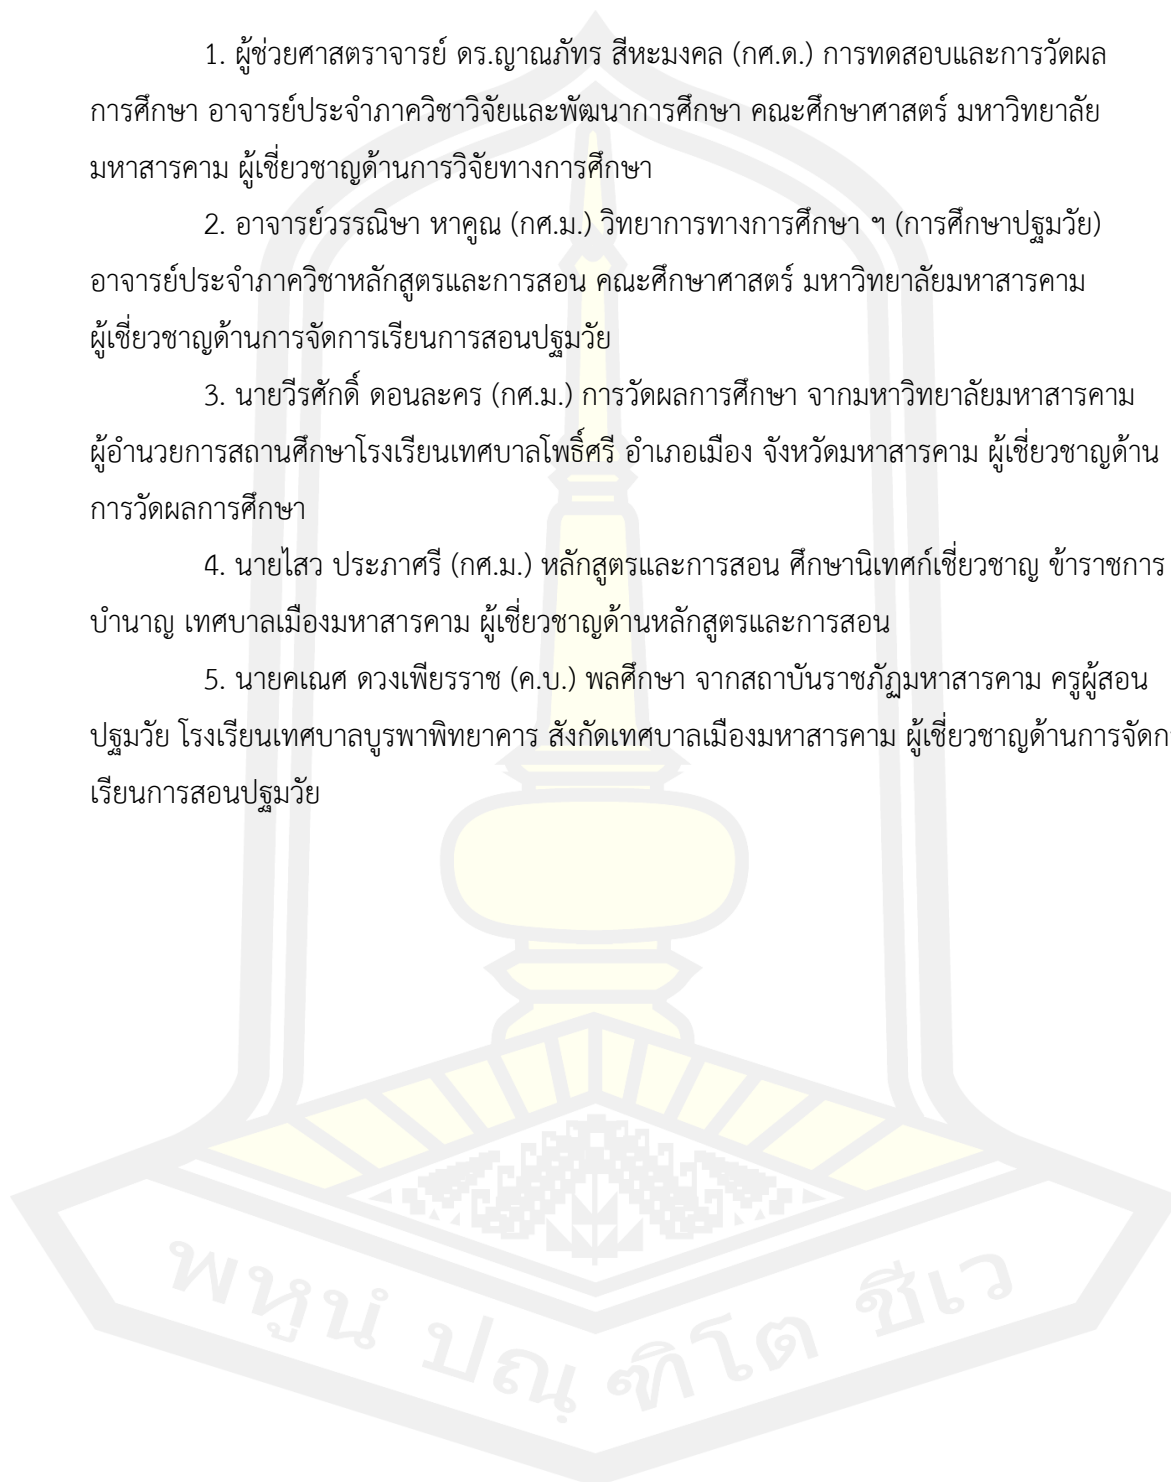 1. ผู้ช่วยศาสตราจารย์ ดร.ญาณภัทร สีหะมงคล (กศ.ด.) การทดสอบและการวัดผล
การศึกษา อาจารย์ประจำภาควิชาวิจัยและพัฒนาการศึกษา คณะศึกษาศาสตร์ มหาวิทยาลัย
มหาสารคาม ผู้เชี่ยวชาญด้านการวิจัยทางการศึกษา
2. อาจารย์วรรณิษา หาคูณ (กศ.ม.) วิทยาการทางการศึกษา ฯ (การศึกษาปฐมวัย)
อาจารย์ประจำภาควิชาหลักสูตรและการสอน คณะศึกษาศาสตร์ มหาวิทยาลัยมหาสารคาม
ผู้เชี่ยวชาญด้านการจัดการเรียนการสอนปฐมวัย
3. นายวีรศักดิ์ ดอนละคร (กศ.ม.) การวัดผลการศึกษา จากมหาวิทยาลัยมหาสารคาม
ผู้อำนวยการสถานศึกษาโรงเรียนเทศบาลโพธิ์ศรี อำเภอเมือง จังหวัดมหาสารคาม ผู้เชี่ยวชาญด้าน
การวัดผลการศึกษา
4. นายไสว ประภาศรี (กศ.ม.) หลักสูตรและการสอน ศึกษานิเทศก์เชี่ยวชาญ ข้าราชการ
บำนาญ เทศบาลเมืองมหาสารคาม ผู้เชี่ยวชาญด้านหลักสูตรและการสอน
5. นายคเณศ ดวงเพียรราช (ค.บ.) พลศึกษา จากสถาบันราชภัฏมหาสารคาม ครูผู้สอน
ปฐมวัย โรงเรียนเทศบาลบูรพาพิทยาคาร สังกัดเทศบาลเมืองมหาสารคาม ผู้เชี่ยวชาญด้านการจัดก
เรียนการสอนปฐมวัย
พหูนํ ปณฺฑิโต ชีเว